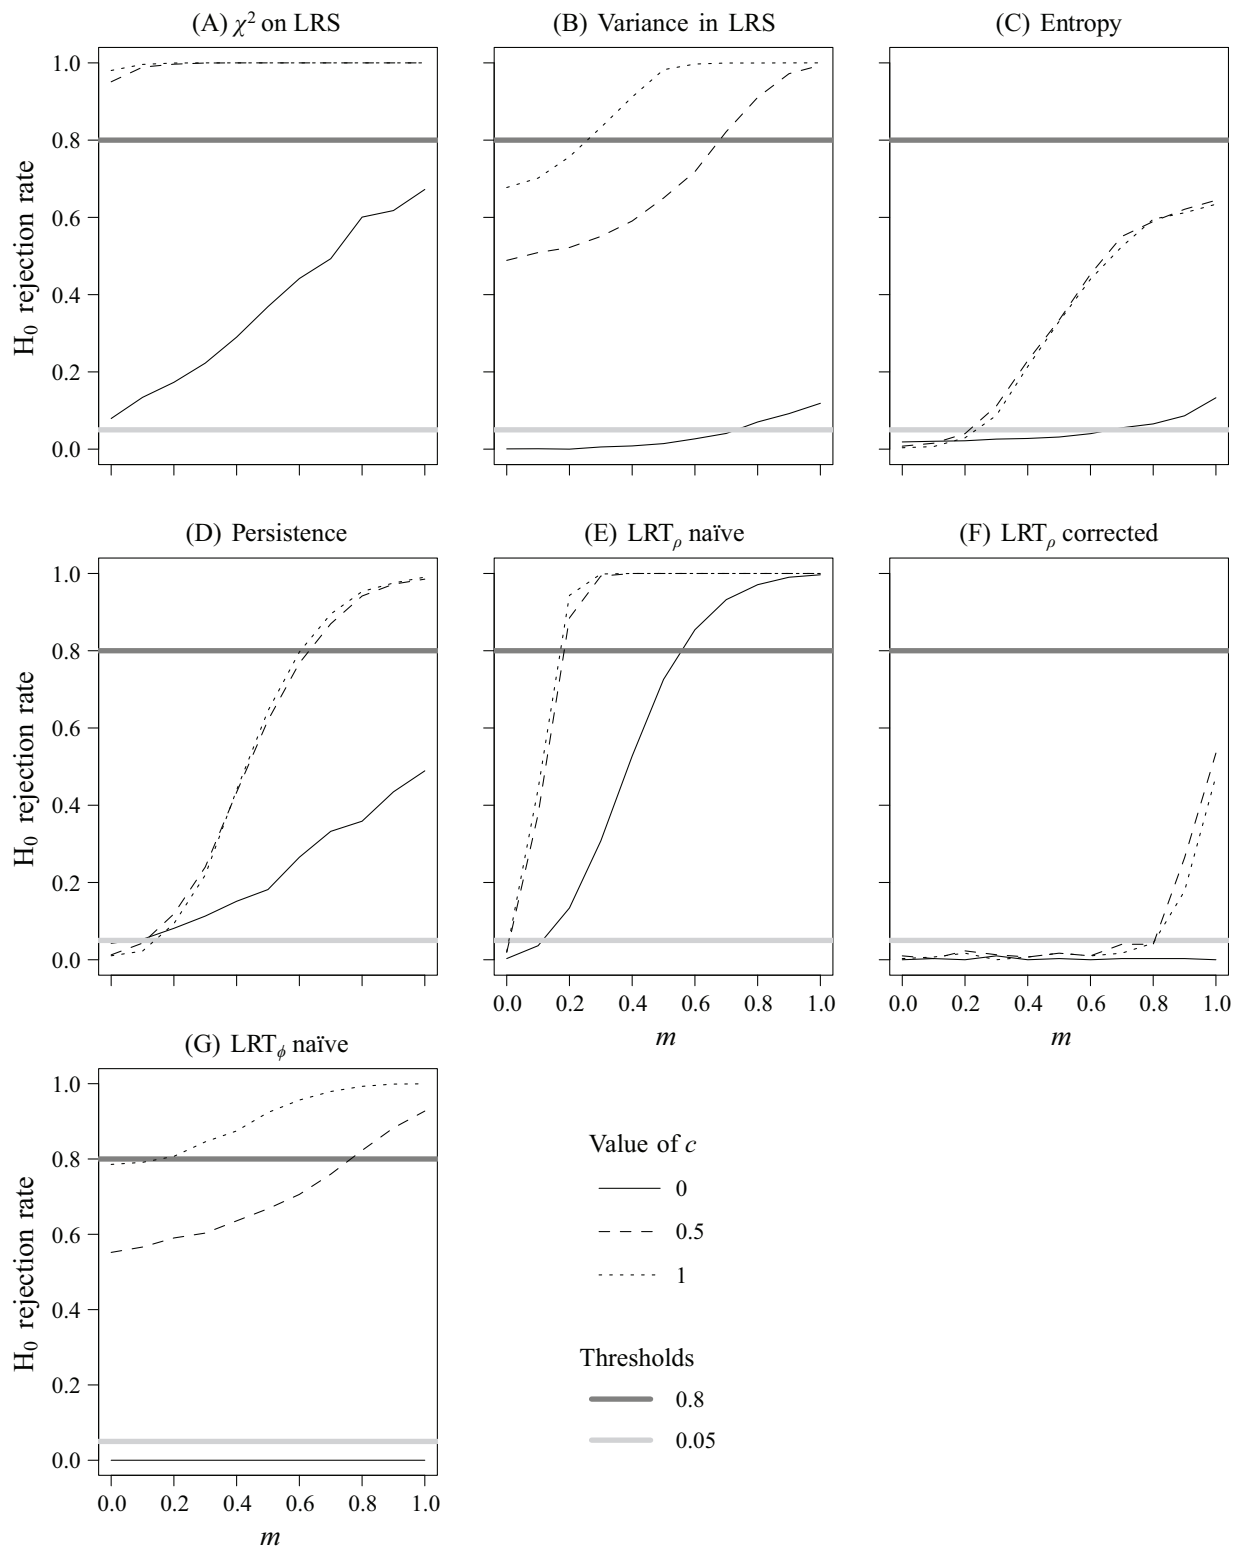 (A) χ² on LRS
(B) Variance in LRS
(C) Entropy
H₀ rejection rate
1.0
0.8
0.6
0.4
0.2
0.0
(D) Persistence
(E) LRTρ naïve
(F) LRTρ corrected
H₀ rejection rate
1.0
0.8
0.6
0.4
0.2
0.0
0.0 0.2 0.4 0.6 0.8 1.0
m
0.0 0.2 0.4 0.6 0.8 1.0
m
(G) LRTϕ naïve
H₀ rejection rate
1.0
0.8
0.6
0.4
0.2
0.0
0.0 0.2 0.4 0.6 0.8 1.0
m
Value of c
0
0.5
1
Thresholds
0.8
0.05